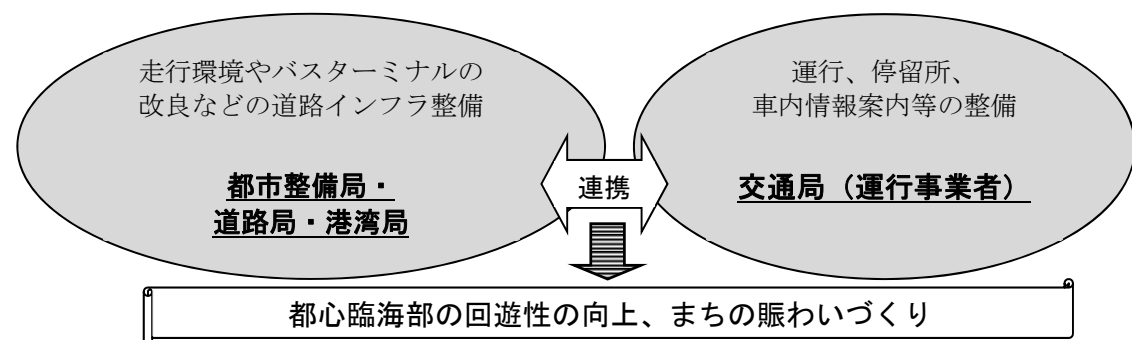 走行環境やバスターミナルの
改良などの道路インフラ整備
都市整備局・
道路局・港湾局
連携
運行、停留所、
車内情報案内等の整備
交通局（運行事業者）
都心臨海部の回遊性の向上、まちの賑わいづくり